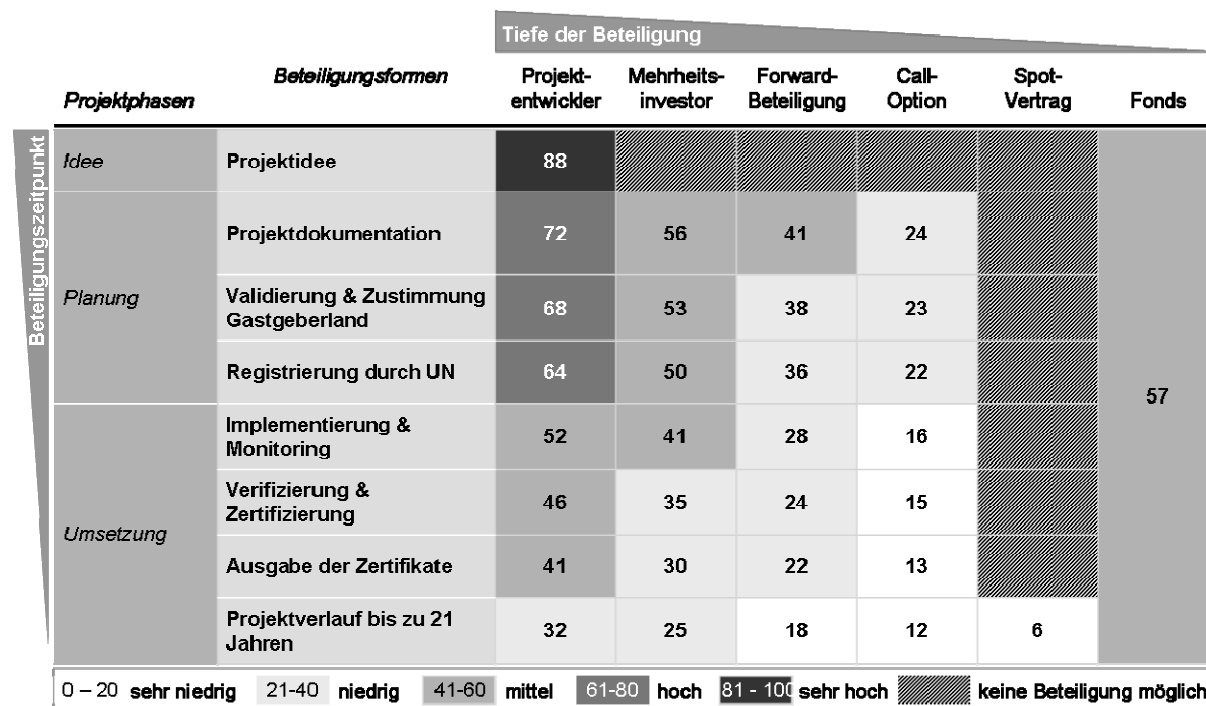 Tiefe der Beteiligung
Beteiligungsformen
Projektphasen
Projekt-
entwickler
Mehrheits-
investor
Forward-
Beteiligung
Call-
Option
Spot-
Vertrag
Fonds
Beteiligungszeitpunkt
Idee
Projektidee
88
Planung
Projektdokumentation
72 56 41 24
Validierung & Zustimmung
Gastgeberland
68 53 38 23
Registrierung durch UN
64 50 36 22
57
Umsetzung
Implementierung &
Monitoring
52 41 28 16
Verifizierung &
Zertifizierung
46 35 24 15
Ausgabe der Zertifikate
41 30 22 13
Projektverlauf bis zu 21
Jahren
32 25 18 12 6
0 – 20 sehr niedrig 21-40 niedrig 41-60 mittel 61-80 hoch 81 - 100 sehr hoch keine Beteiligung möglich